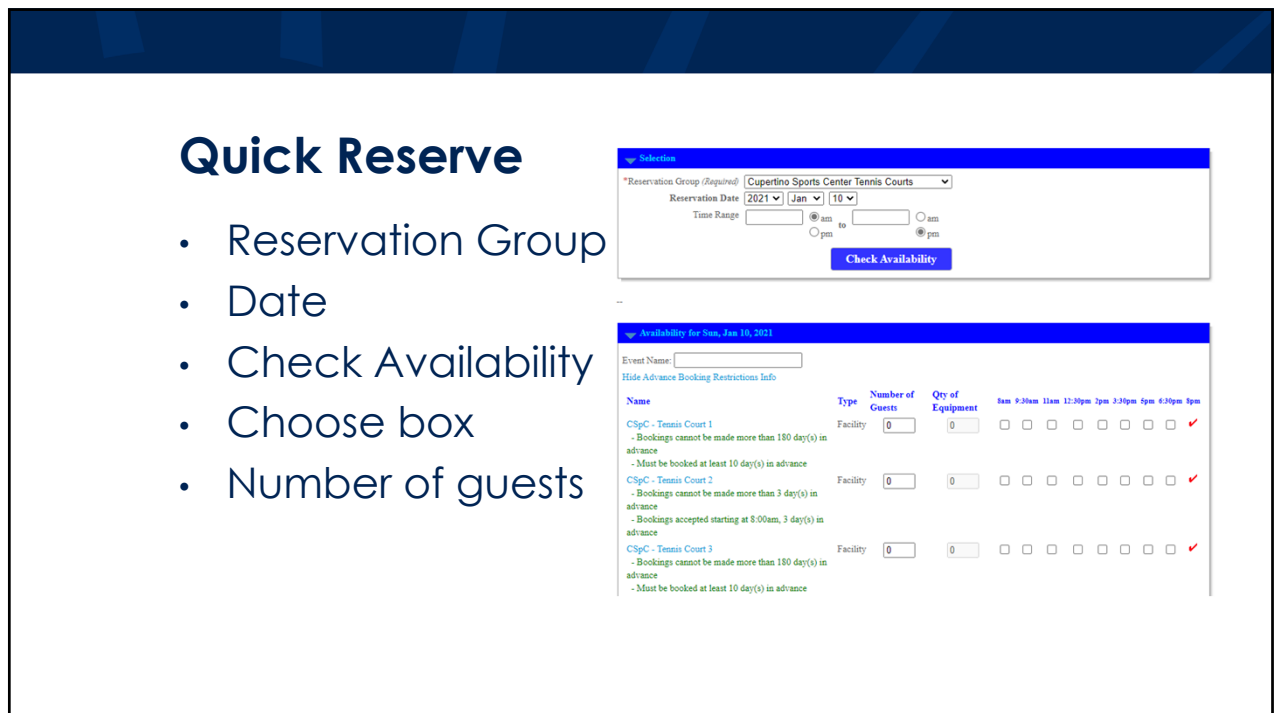 Quick Reserve
• Reservation Group
• Date
• Check Availability
• Choose box
• Number of guests
Selection
*Reservation Group (Required) Cupertino Sports Center Tennis Courts
Reservation Date 2021 Jan 10
Time Range am to am
pm pm
Check Availability
--
Availability for Sun, Jan 10, 2021
Event Name:
Hide Advance Booking Restrictions Info
Name Type Number of Guests Qty of Equipment 8am 9:30am 11am 12:30pm 2pm 3:30pm 5pm 6:30pm 8pm
CSpC - Tennis Court 1 Facility 0 0
- Bookings cannot be made more than 180 day(s) in
advance
- Must be booked at least 10 day(s) in advance
CSpC - Tennis Court 2 Facility 0 0
- Bookings cannot be made more than 3 day(s) in
advance
- Bookings accepted starting at 8:00am, 3 day(s) in
advance
CSpC - Tennis Court 3 Facility 0 0
- Bookings cannot be made more than 180 day(s) in
advance
- Must be booked at least 10 day(s) in advance